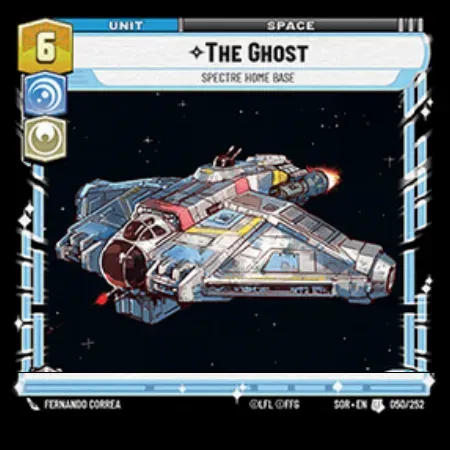 UNIT
SPACE
6
THE GHOST
SPECTRE HOME BASE
FERNANDO CORREA
©LFL ©FFG
SOR • EN
050/252